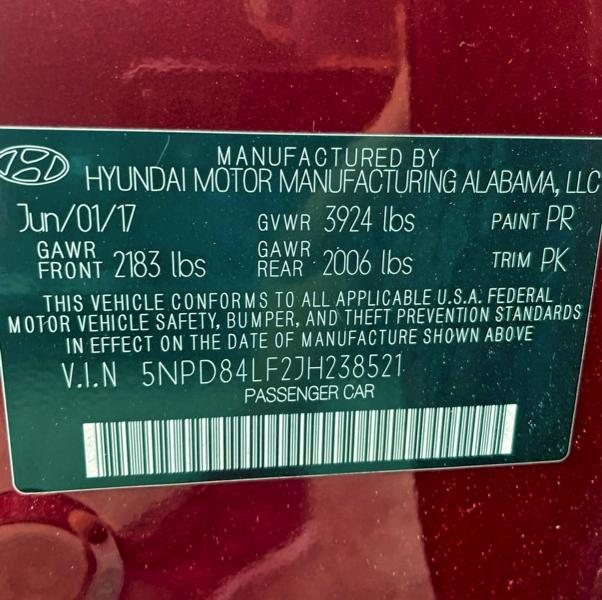 MANUFACTURED BY
HYUNDAI MOTOR MANUFACTURING ALABAMA, LLC
Jun/01/17 GVWR 3924 lbs PAINT PR
GAWR FRONT 2183 lbs GAWR REAR 2006 lbs TRIM PK
THIS VEHICLE CONFORMS TO ALL APPLICABLE U.S.A. FEDERAL
MOTOR VEHICLE SAFETY, BUMPER, AND THEFT PREVENTION STANDARDS
IN EFFECT ON THE DATE OF MANUFACTURE SHOWN ABOVE
V.I.N 5NPD84LF2JH238521
PASSENGER CAR